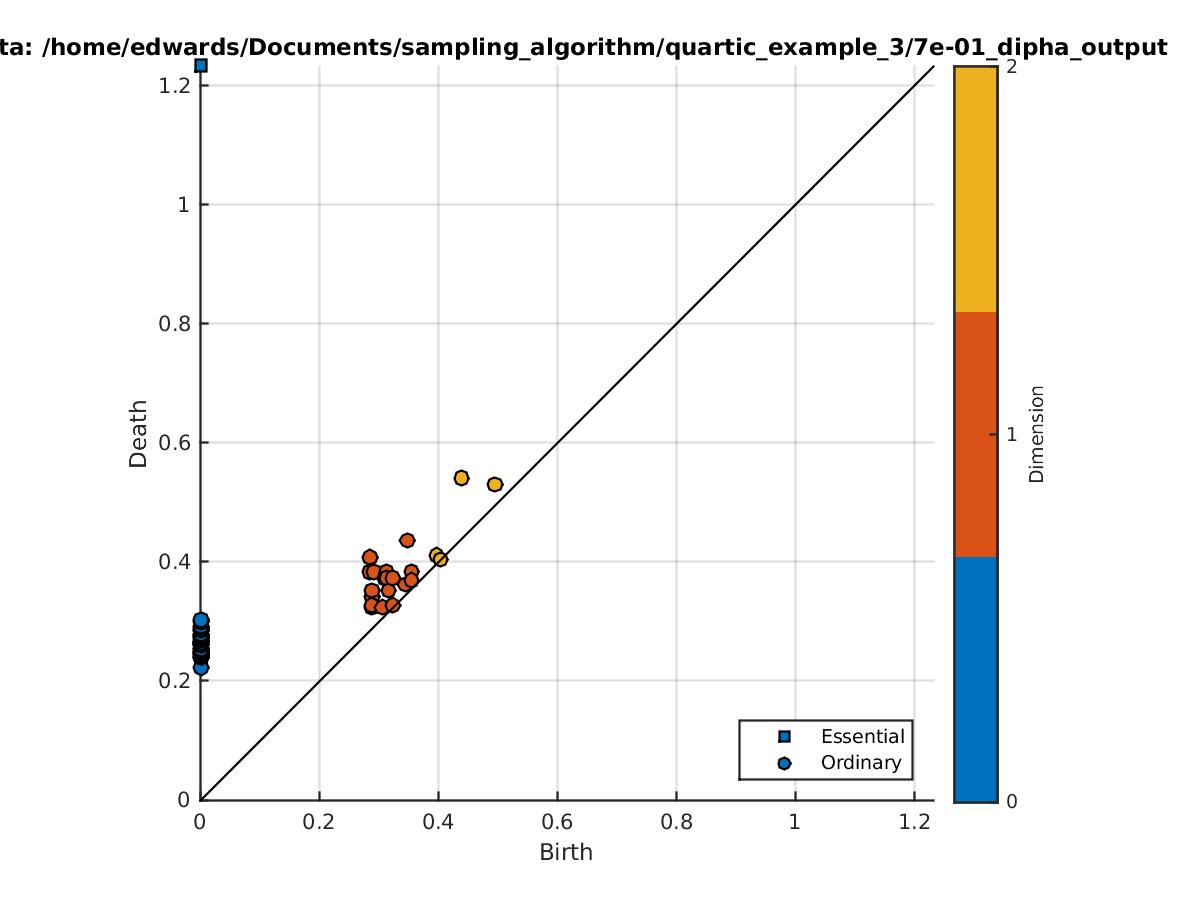 ta: /home/edwards/Documents/sampling_algorithm/quartic_example_3/7e-01_dipha_output
1.2
1
0.8
0.6
0.4
0.2
0
Death
0
0.2
0.4
0.6
0.8
1
1.2
Birth
Essential
Ordinary
2
1
0
Dimension